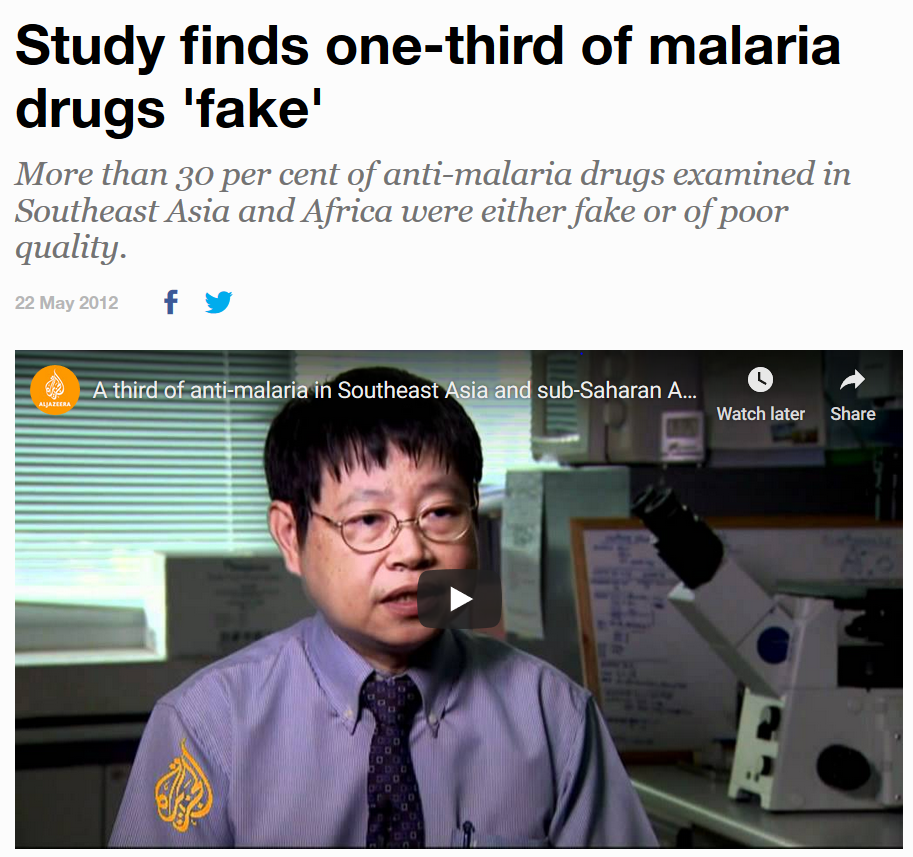 Study finds one-third of malaria
drugs 'fake'
More than 30 per cent of anti-malaria drugs examined in
Southeast Asia and Africa were either fake or of poor
quality.
22 May 2012
A third of anti-malaria in Southeast Asia and sub-Saharan A...
Watch later
Share
ALJAZEERA
الجزيرة